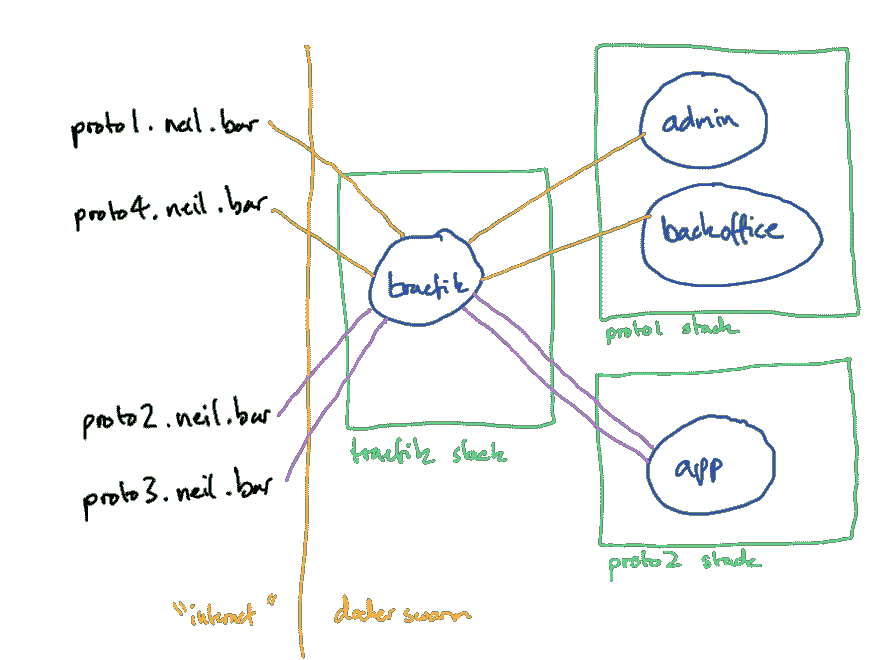 proto1.neil.bar
proto4.neil.bar
proto2.neil.bar
proto3.neil.bar
"internet"
docker swarm
traefik
traefik stack
admin
backoffice
proto1 stack
app
proto2 stack